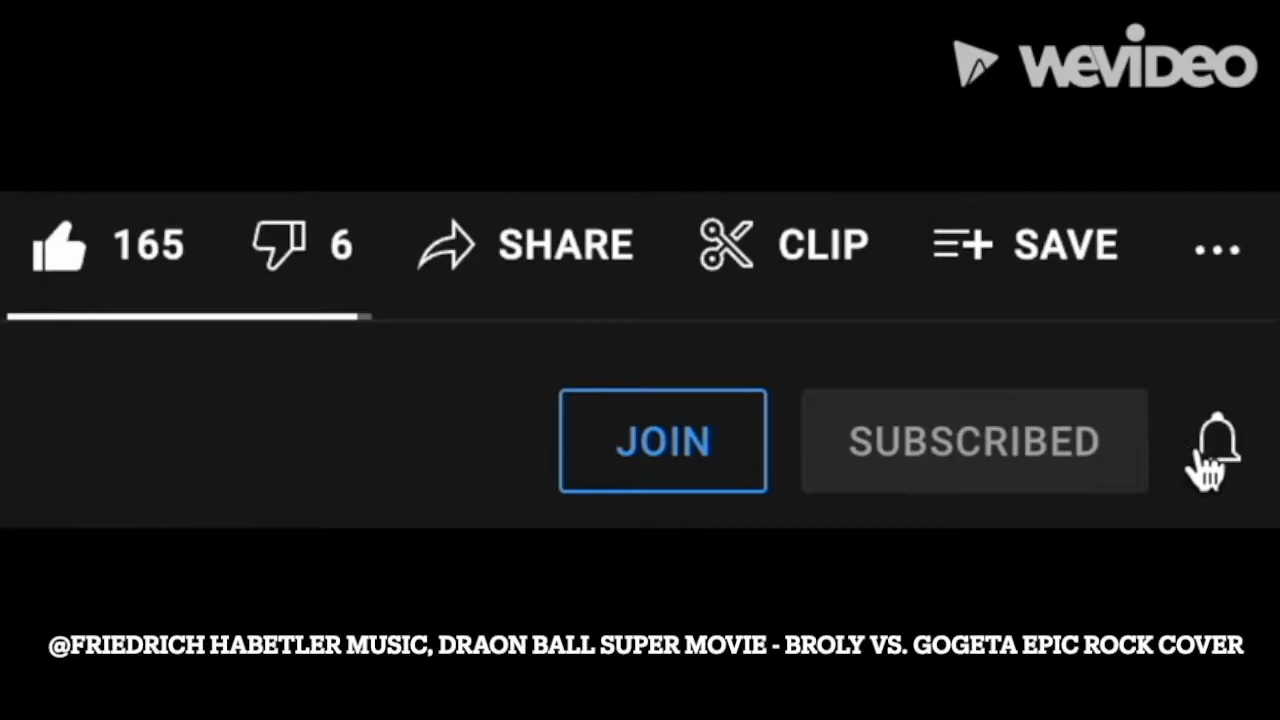 WEVIDEO
165 6 SHARE CLIP SAVE ...
JOIN SUBSCRIBED
@FRIEDRICH HABETLER MUSIC, DRAON BALL SUPER MOVIE - BROLY VS. GOGETA EPIC ROCK COVER